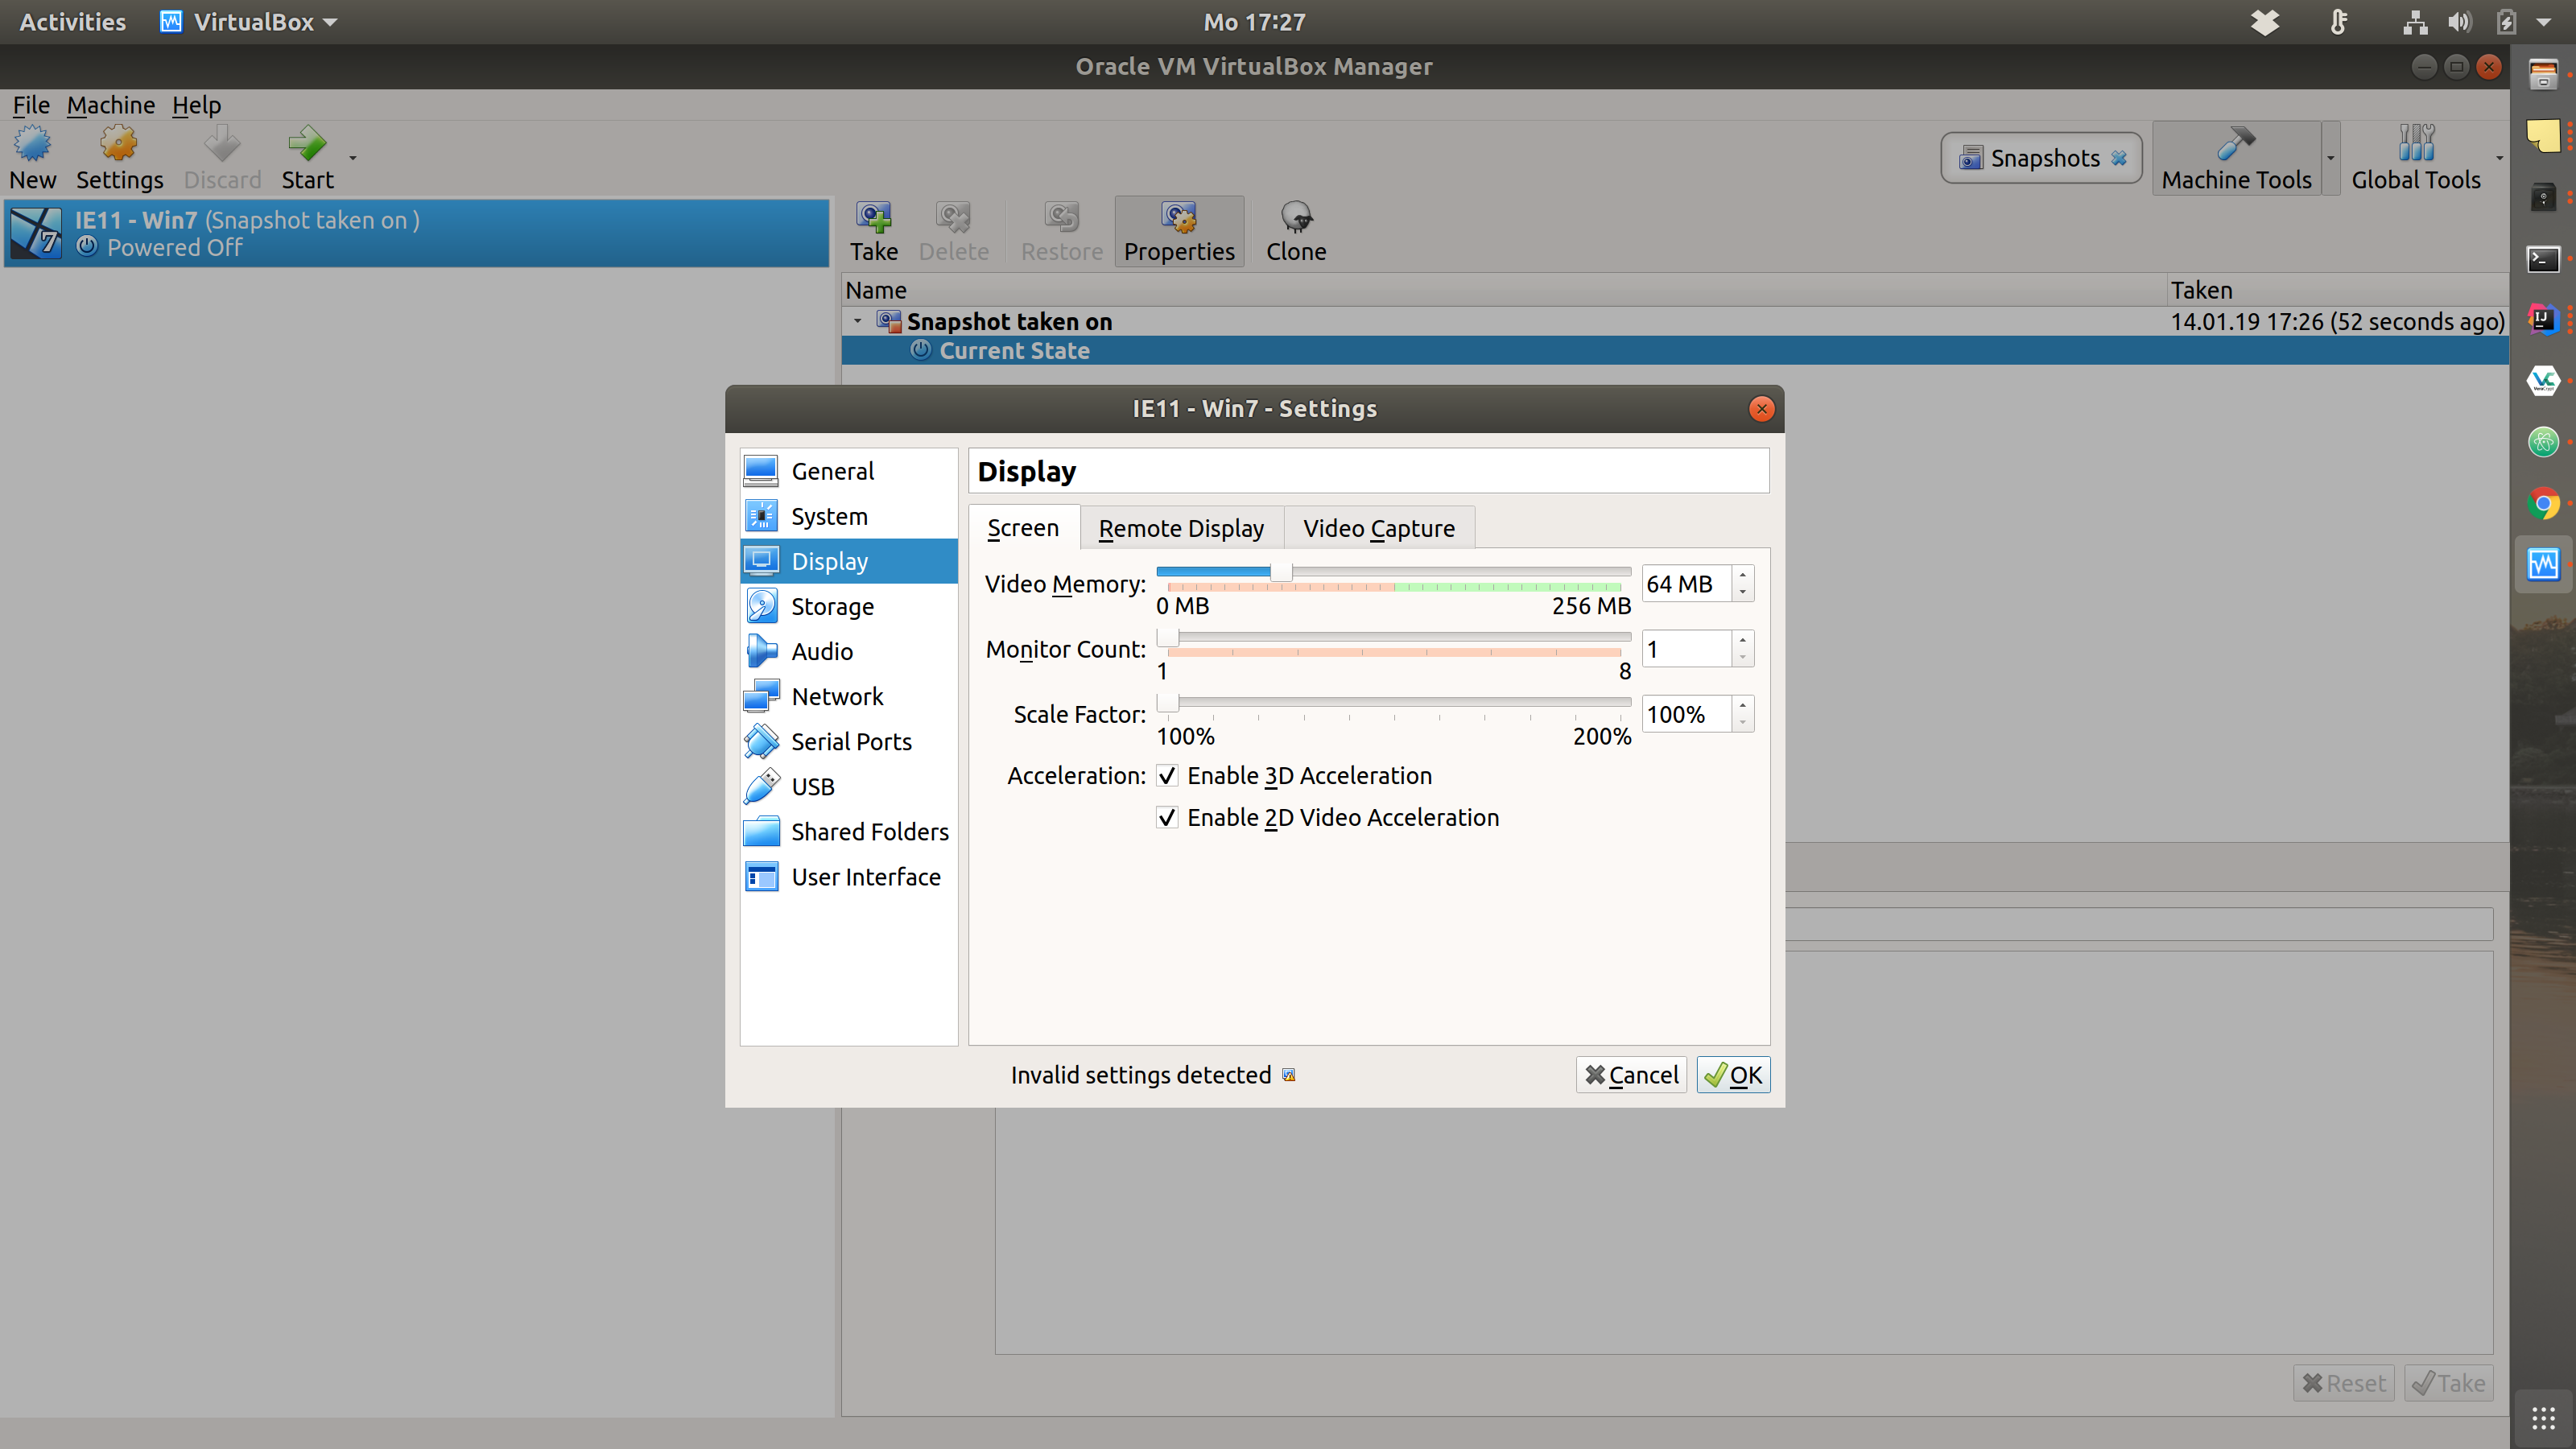 Activities VirtualBox Mo 17:27
Oracle VM VirtualBox Manager
File Machine Help
New Settings Discard Start Snapshots Machine Tools Global Tools
IE11 - Win7 (Snapshot taken on )
Powered Off
Take Delete Restore Properties Clone
Name Taken
Snapshot taken on 14.01.19 17:26 (52 seconds ago)
Current State
IE11 - Win7 - Settings
General
System
Display
Storage
Audio
Network
Serial Ports
USB
Shared Folders
User Interface
Display
Screen Remote Display Video Capture
Video Memory: 64 MB
0 MB 256 MB
Monitor Count: 1
1 8
Scale Factor: 100%
100% 200%
Acceleration: Enable 3D Acceleration
Enable 2D Video Acceleration
Invalid settings detected Cancel OK
Reset Take